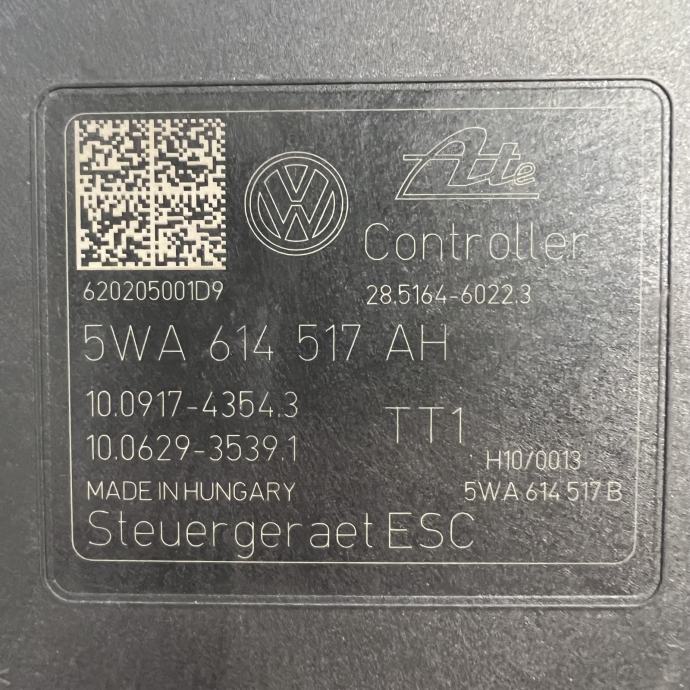 Ate
Controller
620205001D9
28.5164-6022.3
5WA 614 517 AH
10.0917-4354.3
10.0629-3539.1
TT1
H10/0013
MADE IN HUNGARY
5WA 614 517 B
Steuergeraet ESC